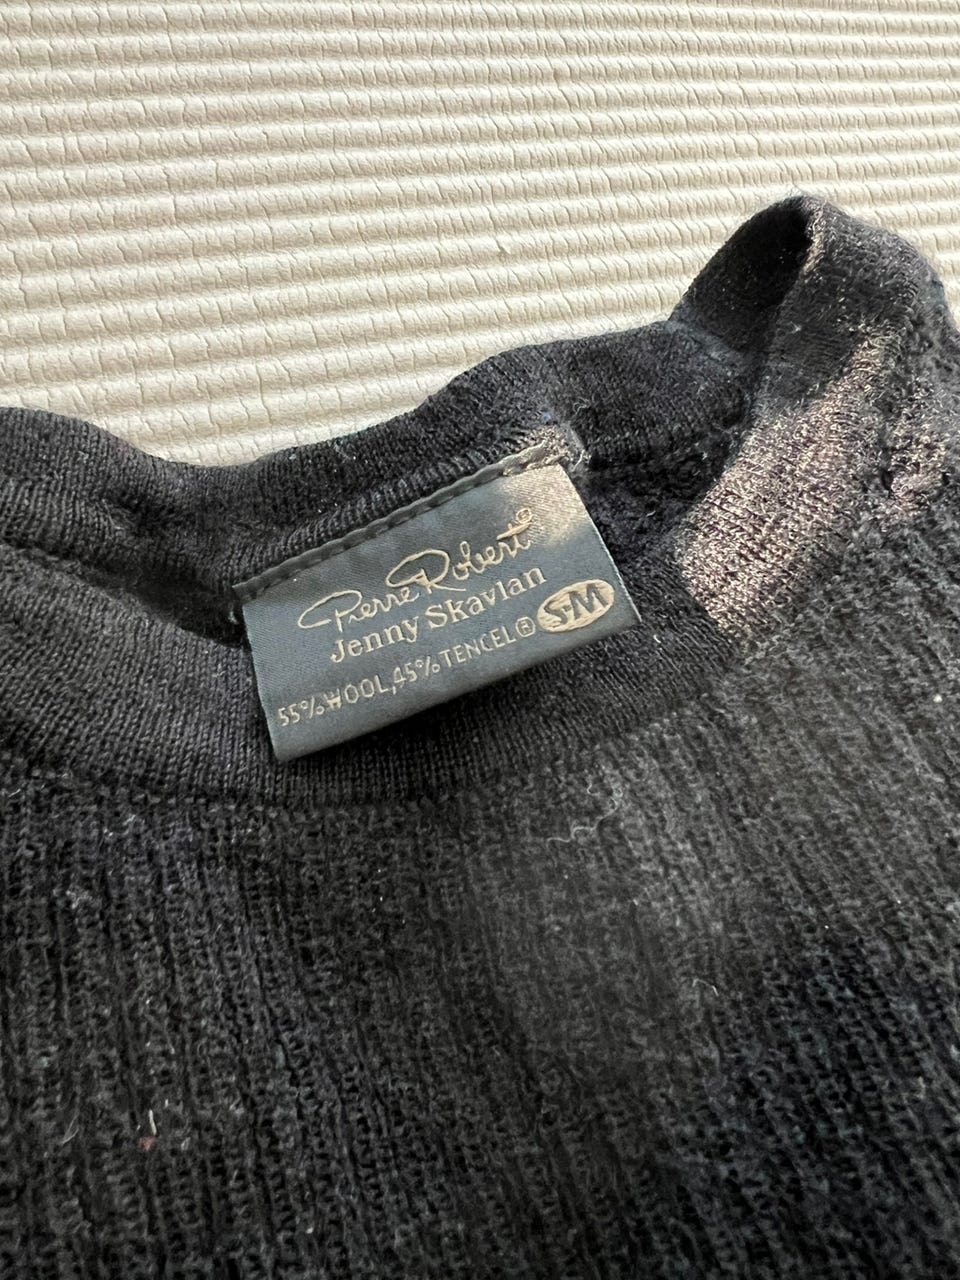 Pierre Robert®
Jenny Skavlan
55% WOOL, 45% TENCEL® S-M